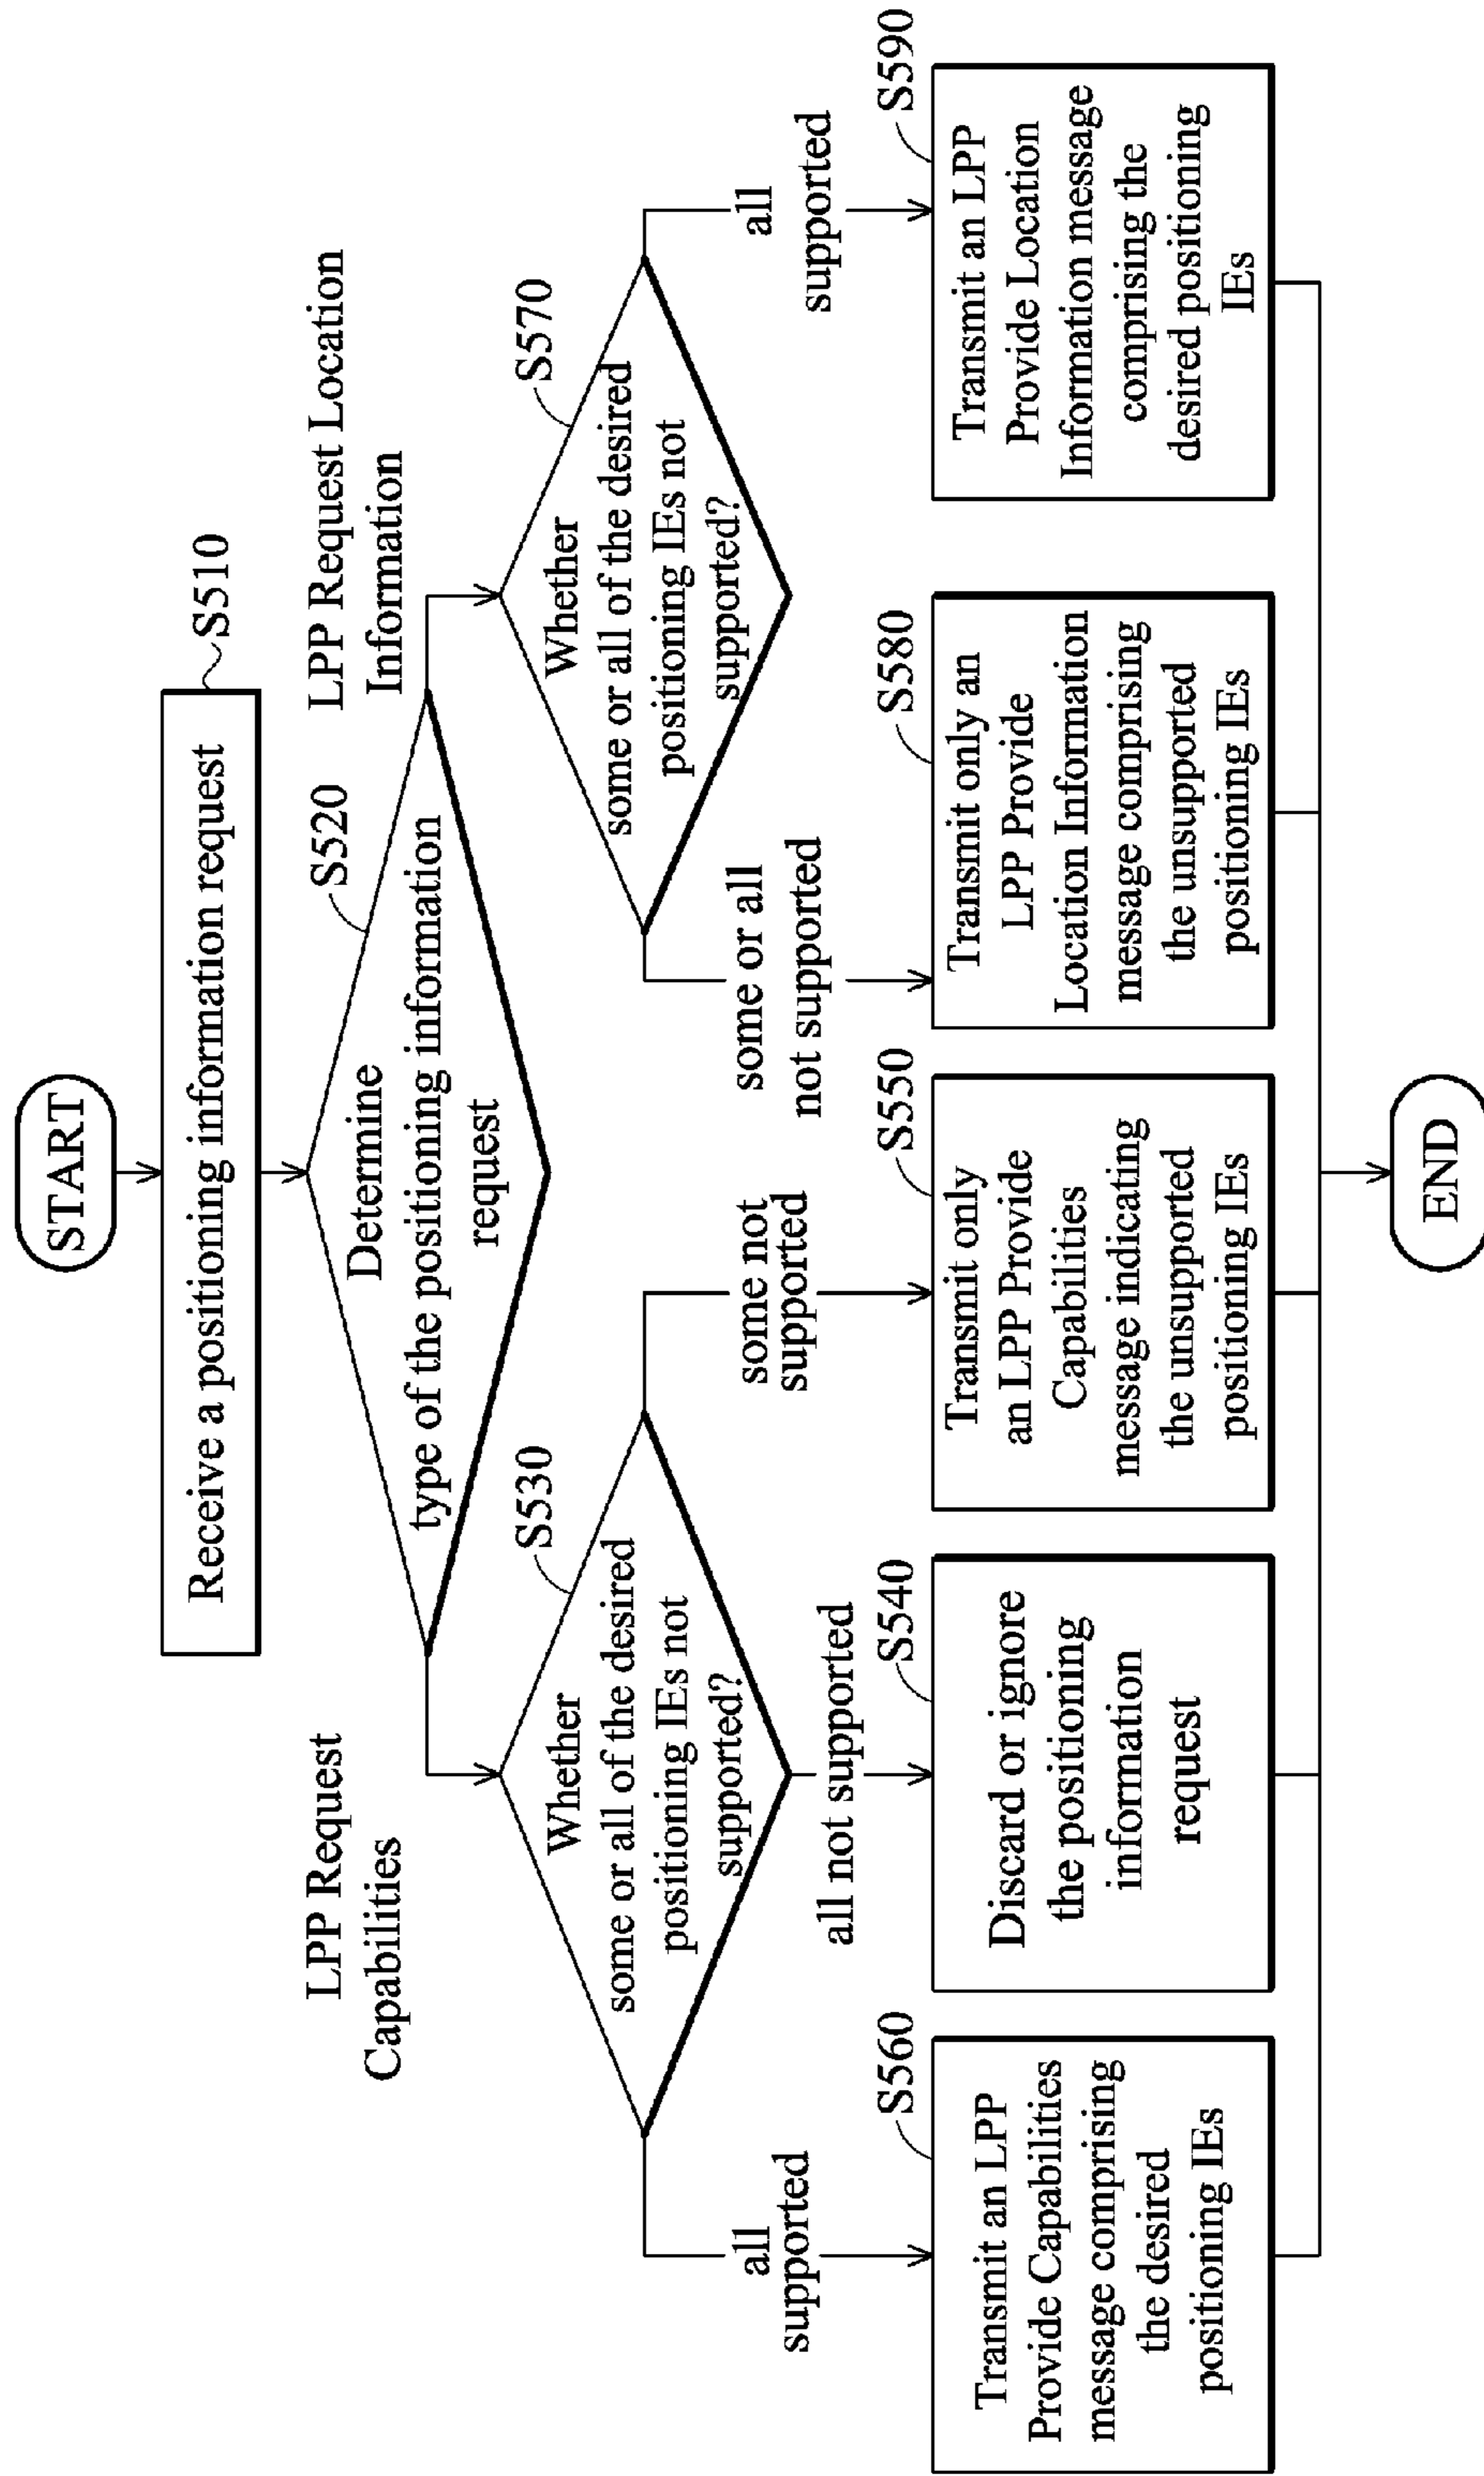 START
Receive a positioning information request
S510
Determine
type of the positioning information
request
S520
LPP Request
Capabilities
LPP Request Location
Information
Whether
some or all of the desired
positioning IEs not
supported?
S530
Whether
some or all of the desired
positioning IEs not
supported?
S570
all
supported
all not supported
some not
supported
some or all
not supported
all
supported
S560
Transmit an LPP
Provide Capabilities
message comprising
the desired
positioning IEs
S540
Discard or ignore
the positioning
information
request
S550
Transmit only
an LPP Provide
Capabilities
message indicating
the unsupported
positioning IEs
S580
Transmit only an
LPP Provide
Location Information
message comprising
the unsupported
positioning IEs
S590
Transmit an LPP
Provide Location
Information message
comprising the
desired positioning
IEs
END